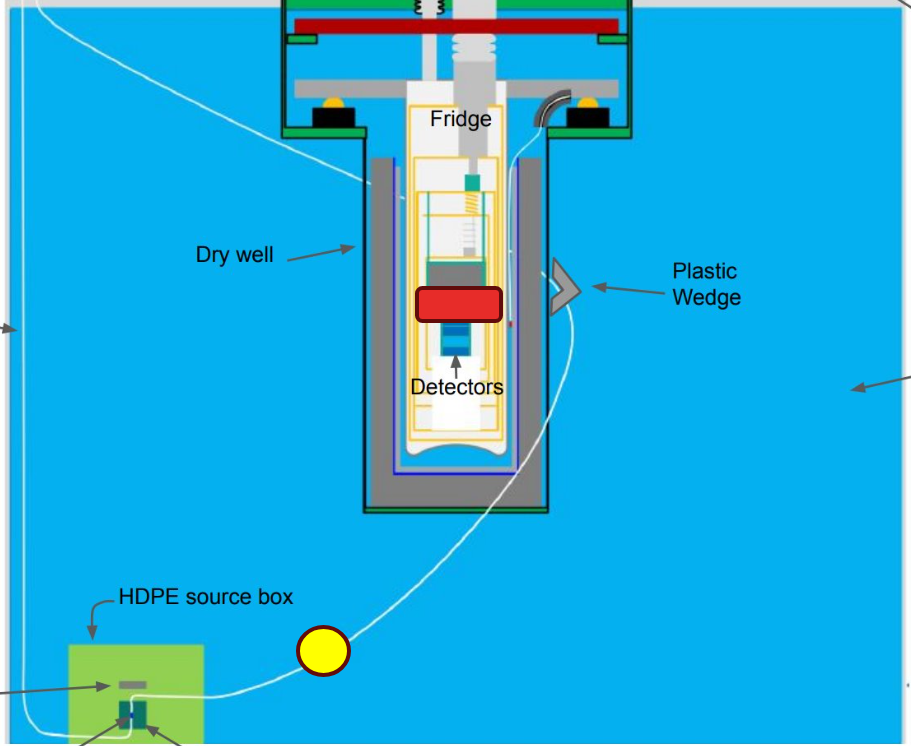 Fridge
Dry well
Plastic
Wedge
Detectors
HDPE source box